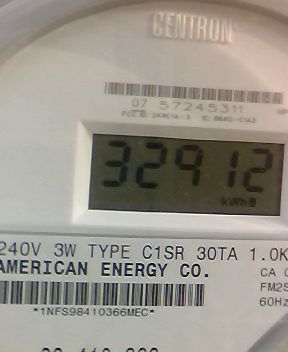 CENTRON
07 57245311
32912
kWh
240V 3W TYPE C1SR 30TA 1.0K
AMERICAN ENERGY CO.
CA
FM2S
60Hz
*1NFS98410366MEC*